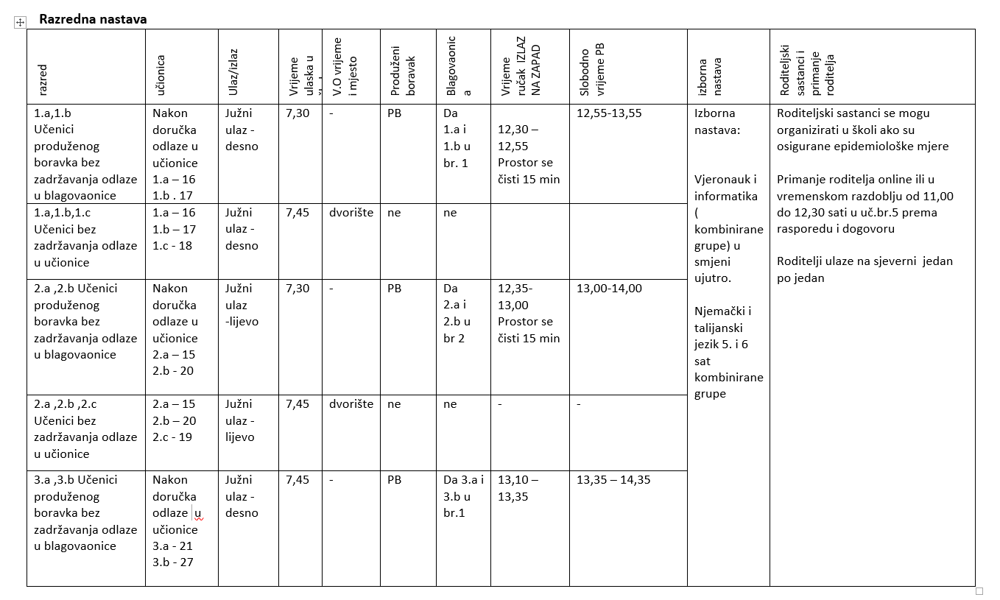 Razredna nastava
razred
učionica
Ulaz/izlaz
Vrijeme
ulaska u
V.O vrijeme
i mjesto
Produženi
boravak
Blagovaonic
a
Vrijeme
ručak IZLAZ
NA ZAPAD
Slobodno
vrijeme PB
izborna
nastava
Roditeljski
sastanci i
primanje
roditelja
1.a,1.b
Učenici
produženog
boravka bez
zadržavanja odlaze
u blagovaonice
Nakon
doručka
odlaze u
učionice
1.a – 16
1.b . 17
Južni
ulaz -
desno
7,30
-
PB
Da
1.a i
1.b u
br. 1
12,30 –
12,55
Prostor se
čisti 15 min
12,55-13,55
Izborna
nastava:
Vjeronauk i
informatika
(
kombinirane
grupe) u
smjeni
ujutro.
Njemački i
talijanski
jezik 5. i 6
sat
kombinirane
grupe
Roditeljski sastanci se mogu
organizirati u školi ako su
osigurane epidemiološke mjere
Primanje roditelja online ili u
vremenskom razdoblju od 11,00
do 12,30 sati u uč.br.5 prema
rasporedu i dogovoru
Roditelji ulaze na sjeverni  jedan
po jedan
1.a,1.b,1.c
Učenici bez
zadržavanja odlaze
u učionice
1.a – 16
1.b – 17
1.c - 18
Južni
ulaz -
desno
7,45
dvorište
ne
ne
2.a ,2.b Učenici
produženog
boravka bez
zadržavanja odlaze
u blagovaonice
Nakon
doručka
odlaze u
učionice
2.a – 15
2.b - 20
Južni
ulaz
-lijevo
7,30
-
PB
Da
2.a i
2.b u
br 2
12,35-
13,00
Prostor se
čisti 15 min
13,00-14,00
2.a ,2.b ,2.c
Učenici bez
zadržavanja odlaze
u učionice
2.a – 15
2.b – 20
2.c - 19
Južni
ulaz -
lijevo
7,45
dvorište
ne
ne
-
-
3.a ,3.b Učenici
produženog
boravka bez
zadržavanja odlaze
u blagovaonice
Nakon
doručka
odlaze u
učionice
3.a - 21
3.b - 27
Južni
ulaz -
desno
7,45
-
PB
Da 3.a i
3.b u
br.1
13,10 –
13,35
13,35 – 14,35